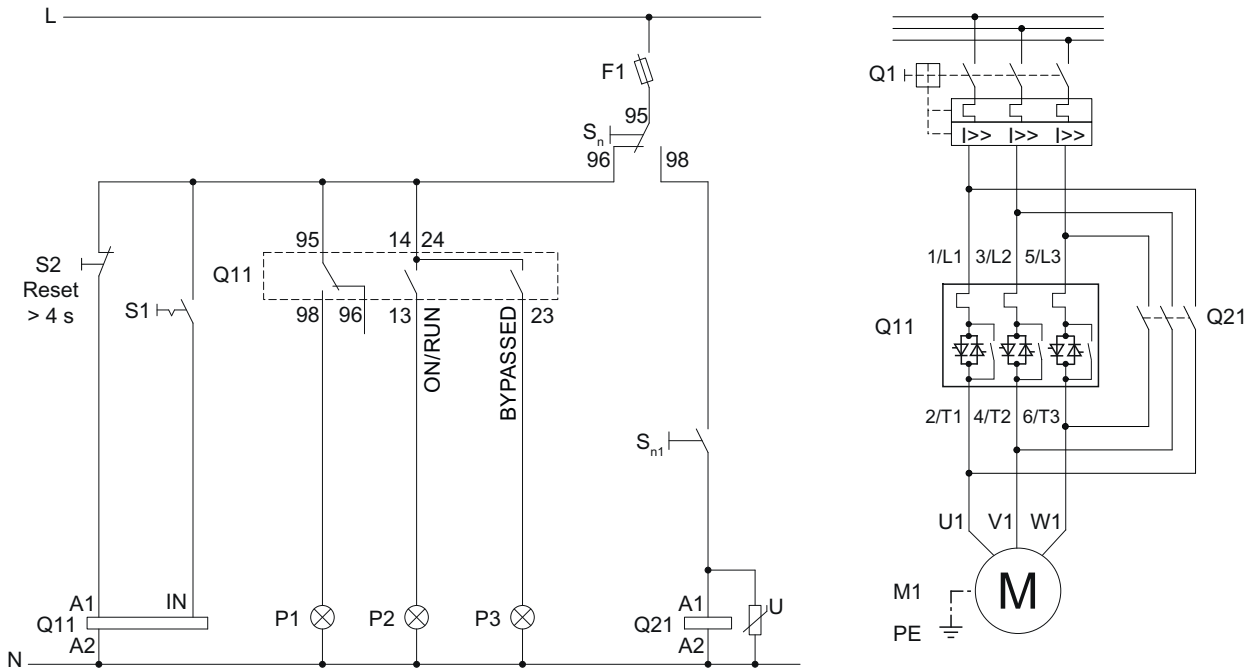 L
F1
95
Sn
96
98
95
14
24
S2
Reset
> 4 s
Q11
S1
98
96
13
23
ON/RUN
BYPASSED
Sn1
A1
IN
Q11
A2
P1
P2
P3
A1
Q21
A2
U
N
Q1
I>>
I>>
I>>
1/L1
3/L2
5/L3
Q11
Q21
2/T1
4/T2
6/T3
U1
V1
W1
M
M1
PE